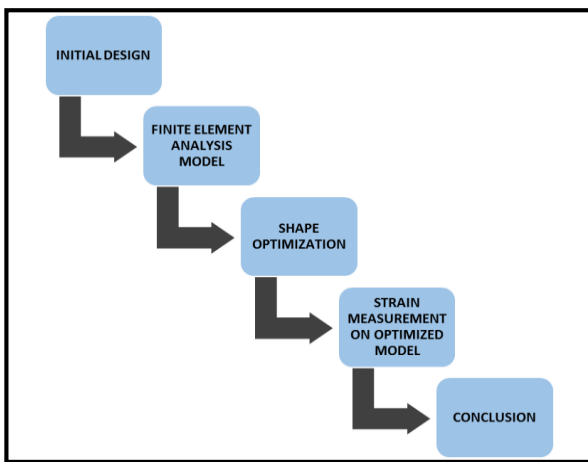 INITIAL DESIGN
FINITE ELEMENT
ANALYSIS
MODEL
SHAPE
OPTIMIZATION
STRAIN
MEASUREMENT
ON OPTIMIZED
MODEL
CONCLUSION